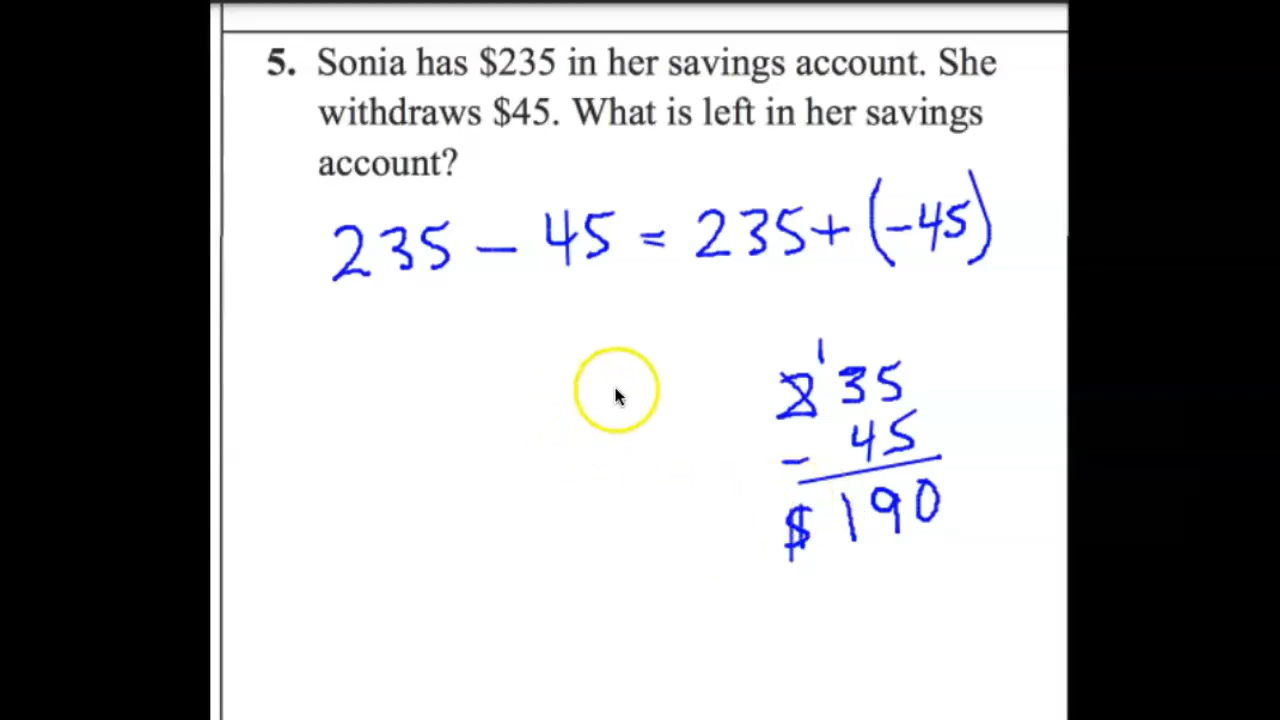 5. Sonia has $235 in her savings account. She
withdraws $45. What is left in her savings
account?
235 - 45 = 235 + (-45)
1
235
- 45
$190